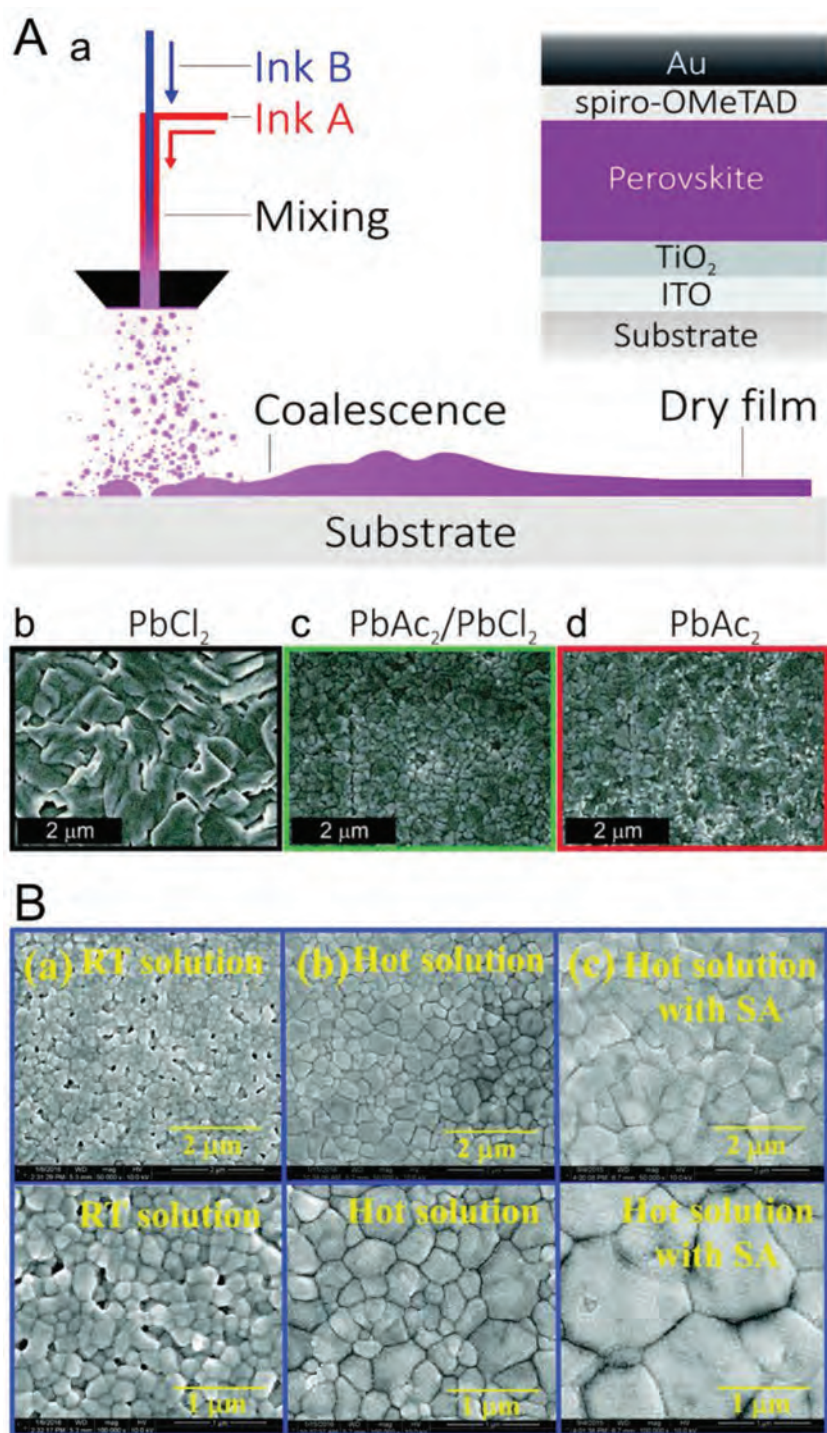 A
a
Ink B
Ink A
Mixing
Coalescence
Dry film
Substrate
Au
spiro-OMeTAD
Perovskite
TiO₂
ITO
Substrate
b PbCl₂
c PbAc₂/PbCl₂
d PbAc₂
2 μm
2 μm
2 μm
B
(a) RT solution
2 μm
(b) Hot solution
2 μm
(c) Hot solution
with SA
2 μm
RT solution
1 μm
Hot solution
1 μm
Hot solution
with SA
1 μm